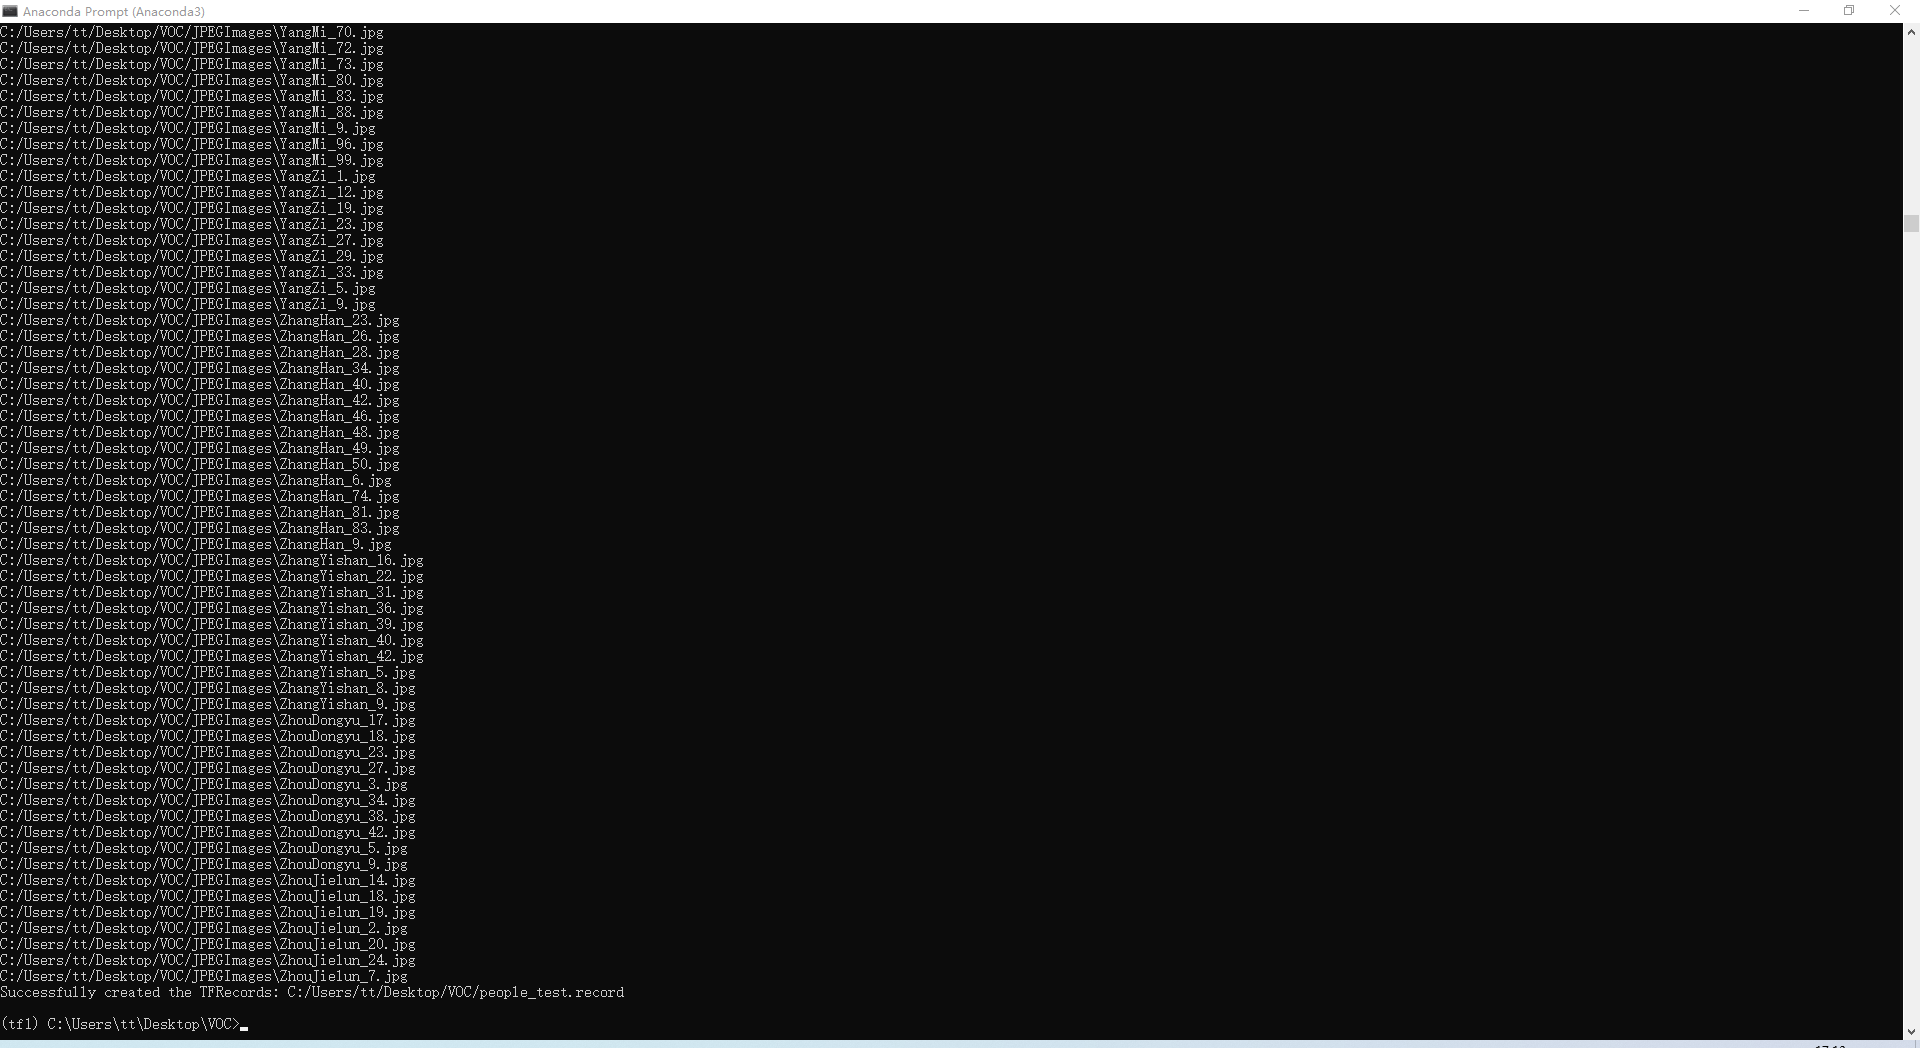 Anaconda Prompt (Anaconda3)
C:/Users/tt/Desktop/VOC/JPEGImages\YangMi_70.jpg
C:/Users/tt/Desktop/VOC/JPEGImages\YangMi_72.jpg
C:/Users/tt/Desktop/VOC/JPEGImages\YangMi_73.jpg
C:/Users/tt/Desktop/VOC/JPEGImages\YangMi_80.jpg
C:/Users/tt/Desktop/VOC/JPEGImages\YangMi_83.jpg
C:/Users/tt/Desktop/VOC/JPEGImages\YangMi_88.jpg
C:/Users/tt/Desktop/VOC/JPEGImages\YangMi_9.jpg
C:/Users/tt/Desktop/VOC/JPEGImages\YangMi_96.jpg
C:/Users/tt/Desktop/VOC/JPEGImages\YangMi_99.jpg
C:/Users/tt/Desktop/VOC/JPEGImages\YangZi_1.jpg
C:/Users/tt/Desktop/VOC/JPEGImages\YangZi_12.jpg
C:/Users/tt/Desktop/VOC/JPEGImages\YangZi_19.jpg
C:/Users/tt/Desktop/VOC/JPEGImages\YangZi_23.jpg
C:/Users/tt/Desktop/VOC/JPEGImages\YangZi_27.jpg
C:/Users/tt/Desktop/VOC/JPEGImages\YangZi_29.jpg
C:/Users/tt/Desktop/VOC/JPEGImages\YangZi_33.jpg
C:/Users/tt/Desktop/VOC/JPEGImages\YangZi_5.jpg
C:/Users/tt/Desktop/VOC/JPEGImages\YangZi_9.jpg
C:/Users/tt/Desktop/VOC/JPEGImages\ZhangHan_23.jpg
C:/Users/tt/Desktop/VOC/JPEGImages\ZhangHan_26.jpg
C:/Users/tt/Desktop/VOC/JPEGImages\ZhangHan_28.jpg
C:/Users/tt/Desktop/VOC/JPEGImages\ZhangHan_34.jpg
C:/Users/tt/Desktop/VOC/JPEGImages\ZhangHan_40.jpg
C:/Users/tt/Desktop/VOC/JPEGImages\ZhangHan_42.jpg
C:/Users/tt/Desktop/VOC/JPEGImages\ZhangHan_46.jpg
C:/Users/tt/Desktop/VOC/JPEGImages\ZhangHan_48.jpg
C:/Users/tt/Desktop/VOC/JPEGImages\ZhangHan_49.jpg
C:/Users/tt/Desktop/VOC/JPEGImages\ZhangHan_50.jpg
C:/Users/tt/Desktop/VOC/JPEGImages\ZhangHan_6.jpg
C:/Users/tt/Desktop/VOC/JPEGImages\ZhangHan_74.jpg
C:/Users/tt/Desktop/VOC/JPEGImages\ZhangHan_81.jpg
C:/Users/tt/Desktop/VOC/JPEGImages\ZhangHan_83.jpg
C:/Users/tt/Desktop/VOC/JPEGImages\ZhangHan_9.jpg
C:/Users/tt/Desktop/VOC/JPEGImages\ZhangYishan_16.jpg
C:/Users/tt/Desktop/VOC/JPEGImages\ZhangYishan_22.jpg
C:/Users/tt/Desktop/VOC/JPEGImages\ZhangYishan_31.jpg
C:/Users/tt/Desktop/VOC/JPEGImages\ZhangYishan_36.jpg
C:/Users/tt/Desktop/VOC/JPEGImages\ZhangYishan_39.jpg
C:/Users/tt/Desktop/VOC/JPEGImages\ZhangYishan_40.jpg
C:/Users/tt/Desktop/VOC/JPEGImages\ZhangYishan_42.jpg
C:/Users/tt/Desktop/VOC/JPEGImages\ZhangYishan_5.jpg
C:/Users/tt/Desktop/VOC/JPEGImages\ZhangYishan_8.jpg
C:/Users/tt/Desktop/VOC/JPEGImages\ZhangYishan_9.jpg
C:/Users/tt/Desktop/VOC/JPEGImages\ZhouDongyu_17.jpg
C:/Users/tt/Desktop/VOC/JPEGImages\ZhouDongyu_18.jpg
C:/Users/tt/Desktop/VOC/JPEGImages\ZhouDongyu_23.jpg
C:/Users/tt/Desktop/VOC/JPEGImages\ZhouDongyu_27.jpg
C:/Users/tt/Desktop/VOC/JPEGImages\ZhouDongyu_3.jpg
C:/Users/tt/Desktop/VOC/JPEGImages\ZhouDongyu_34.jpg
C:/Users/tt/Desktop/VOC/JPEGImages\ZhouDongyu_38.jpg
C:/Users/tt/Desktop/VOC/JPEGImages\ZhouDongyu_42.jpg
C:/Users/tt/Desktop/VOC/JPEGImages\ZhouDongyu_5.jpg
C:/Users/tt/Desktop/VOC/JPEGImages\ZhouDongyu_9.jpg
C:/Users/tt/Desktop/VOC/JPEGImages\ZhouJielun_14.jpg
C:/Users/tt/Desktop/VOC/JPEGImages\ZhouJielun_18.jpg
C:/Users/tt/Desktop/VOC/JPEGImages\ZhouJielun_19.jpg
C:/Users/tt/Desktop/VOC/JPEGImages\ZhouJielun_2.jpg
C:/Users/tt/Desktop/VOC/JPEGImages\ZhouJielun_20.jpg
C:/Users/tt/Desktop/VOC/JPEGImages\ZhouJielun_24.jpg
C:/Users/tt/Desktop/VOC/JPEGImages\ZhouJielun_7.jpg
Successfully created the TFRecords: C:/Users/tt/Desktop/VOC/people_test.record
(tf1) C:\Users\tt\Desktop\VOC>